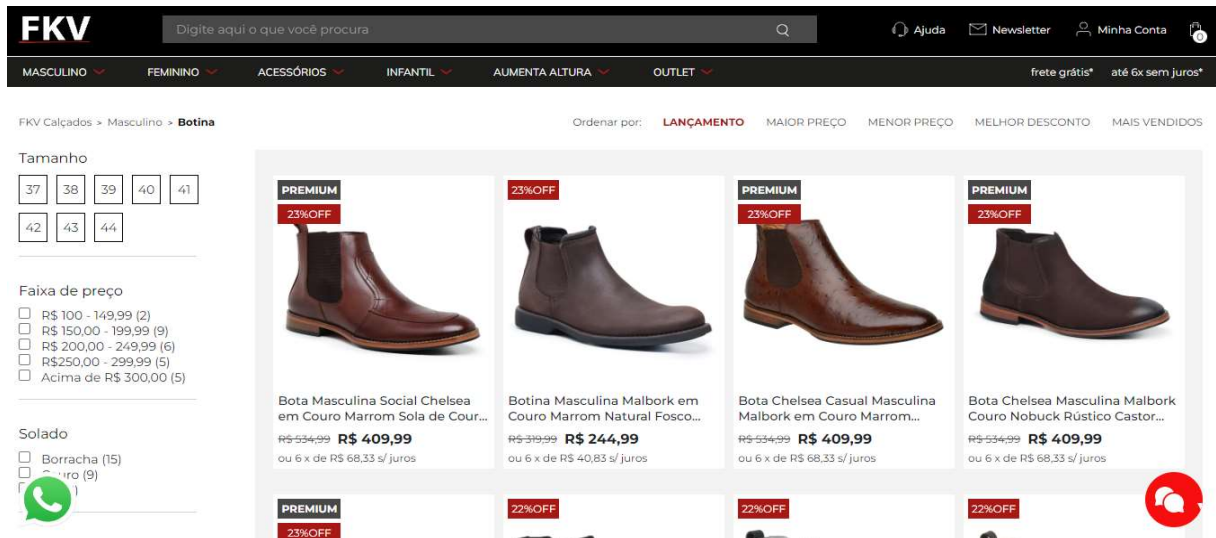 FKV
Digite aqui o que você procura
Ajuda
Newsletter
Minha Conta
0
MASCULINO
FEMININO
ACESSÓRIOS
INFANTIL
AUMENTA ALTURA
OUTLET
frete grátis*
até 6x sem juros*
FKV Calçados > Masculino > Botina
Ordenar por:
LANÇAMENTO
MAIOR PREÇO
MENOR PREÇO
MELHOR DESCONTO
MAIS VENDIDOS
Tamanho
37 38 39 40 41
42 43 44
Faixa de preço
R$ 100 - 149,99 (2)
R$ 150,00 - 199,99 (9)
R$ 200,00 - 249,99 (6)
R$250,00 - 299,99 (5)
Acima de R$ 300,00 (5)
Solado
Borracha (15)
(9)
PREMIUM
23%OFF
Bota Masculina Social Chelsea
em Couro Marrom Sola de Cour...
R$ 534,99 R$ 409,99
ou 6 x de R$ 68,33 s/ juros
23%OFF
Botina Masculina Malbork em
Couro Marrom Natural Fosco...
R$ 319,99 R$ 244,99
ou 6 x de R$ 40,83 s/ juros
PREMIUM
23%OFF
Bota Chelsea Casual Masculina
Malbork em Couro Marrom...
R$ 534,99 R$ 409,99
ou 6 x de R$ 68,33 s/ juros
PREMIUM
23%OFF
Bota Chelsea Masculina Malbork
Couro Nobuck Rústico Castor...
R$ 534,99 R$ 409,99
ou 6 x de R$ 68,33 s/ juros
PREMIUM
23%OFF
22%OFF
22%OFF
22%OFF